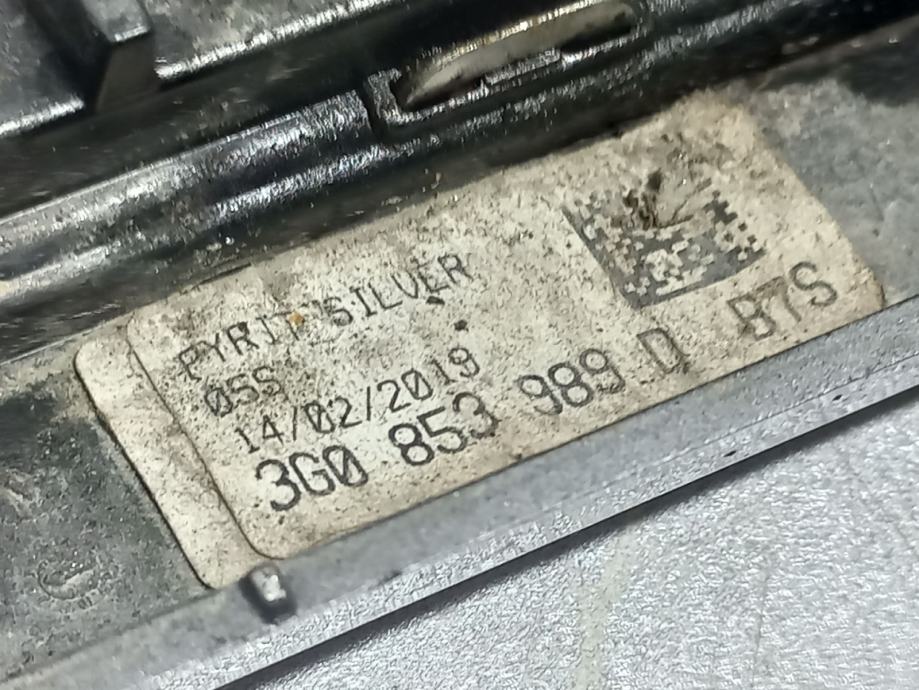 PYRIT SILVER
05S
14/02/2019
3G0 853 989 D B7S